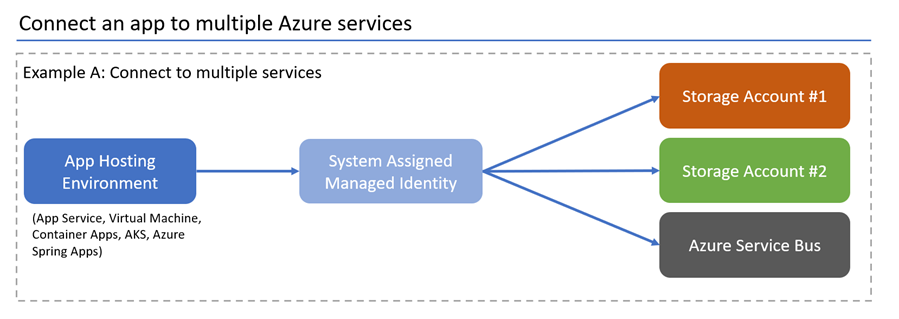 Connect an app to multiple Azure services
Example A: Connect to multiple services
App Hosting
Environment
(App Service, Virtual Machine,
Container Apps, AKS, Azure
Spring Apps)
System Assigned
Managed Identity
Storage Account #1
Storage Account #2
Azure Service Bus